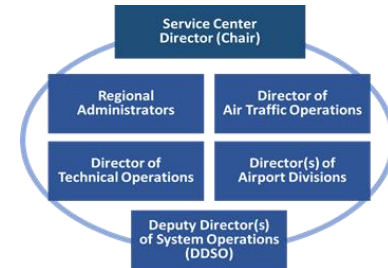 Service Center
Director (Chair)
Regional
Administrators
Director of
Air Traffic Operations
Director of
Technical Operations
Director(s) of
Airport Divisions
Deputy Director(s)
of System Operations
(DDSO)